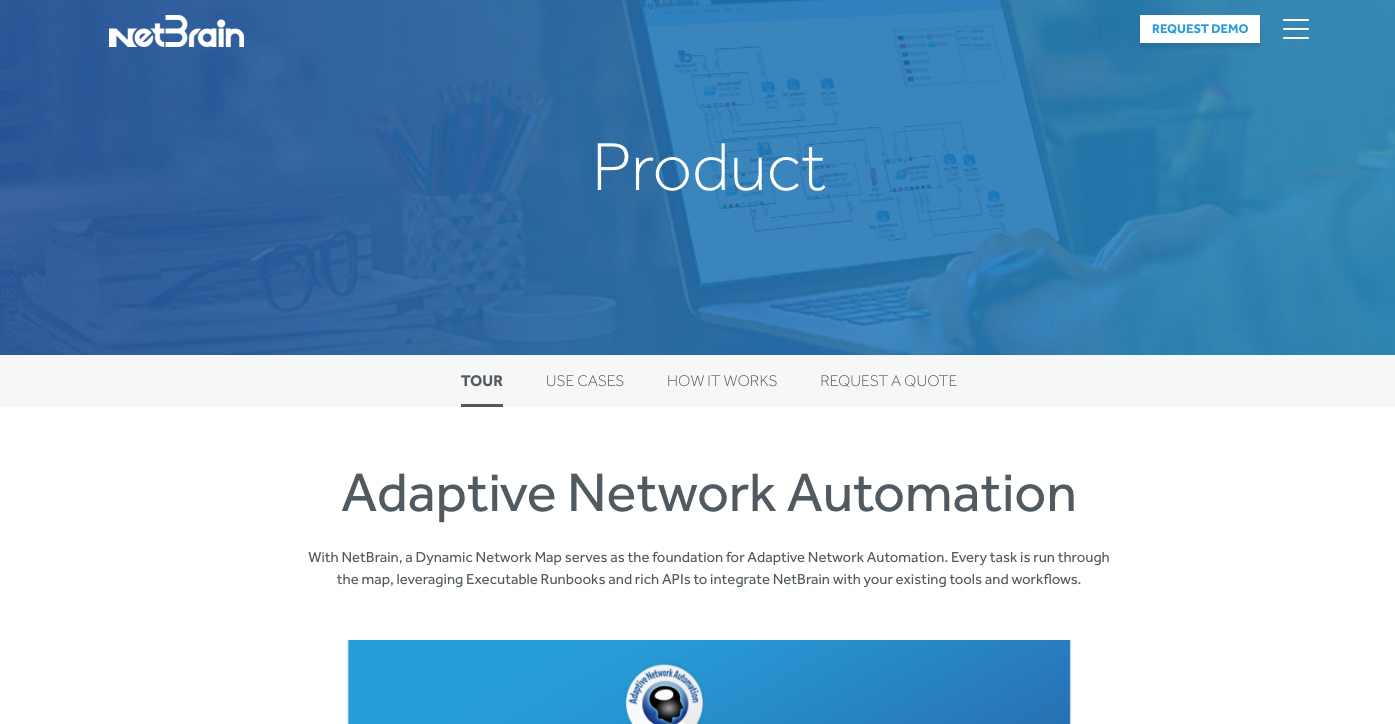 netBrain
REQUEST DEMO
Product
TOUR
USE CASES
HOW IT WORKS
REQUEST A QUOTE
Adaptive Network Automation
With NetBrain, a Dynamic Network Map serves as the foundation for Adaptive Network Automation. Every task is run through
the map, leveraging Executable Runbooks and rich APIs to integrate NetBrain with your existing tools and workflows.
Adaptive Network Automation